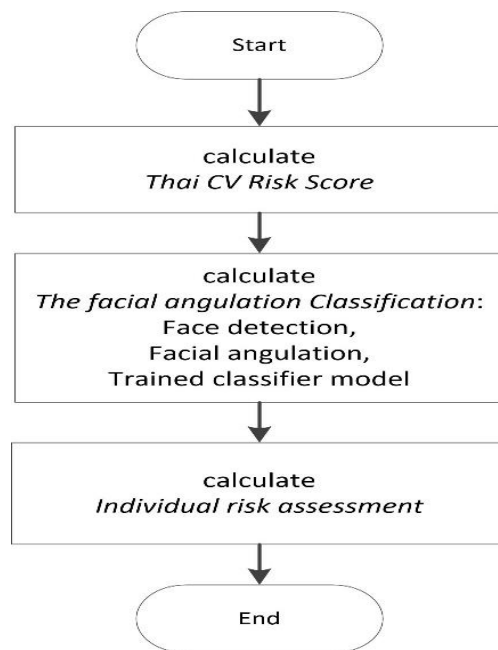 Start
calculate
Thai CV Risk Score
calculate
The facial angulation Classification:
Face detection,
Facial angulation,
Trained classifier model
calculate
Individual risk assessment
End